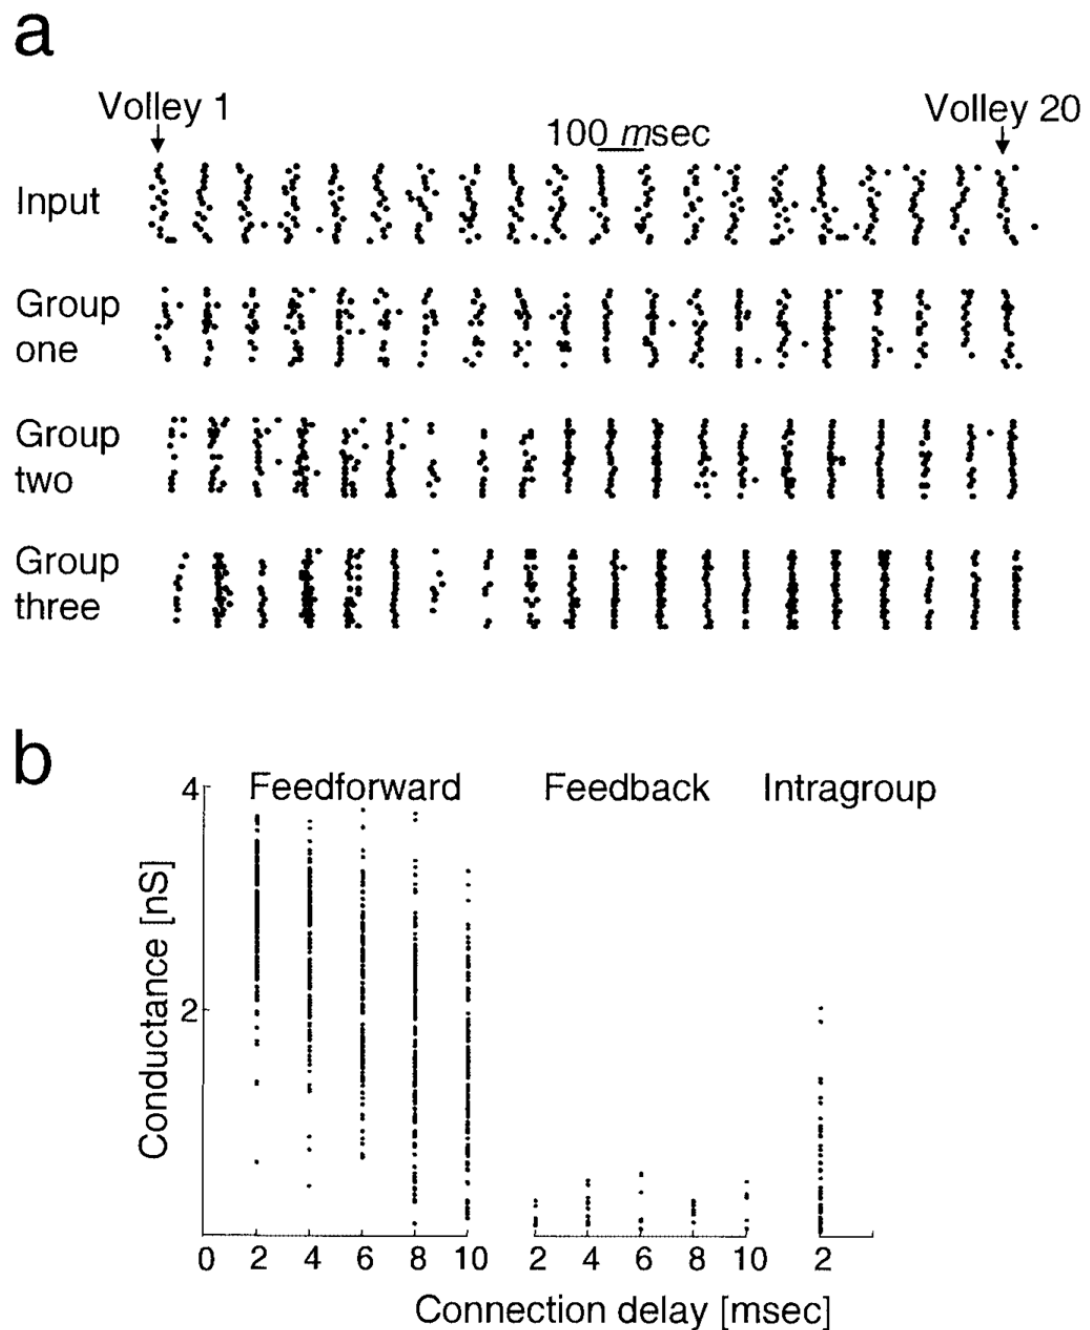 a
Volley 1
100 msec
Volley 20
Input
Group
one
Group
two
Group
three
b
4
Feedforward
Feedback
Intragroup
Conductance [nS]
2
0 2 4 6 8 10 2 4 6 8 10 2
Connection delay [msec]